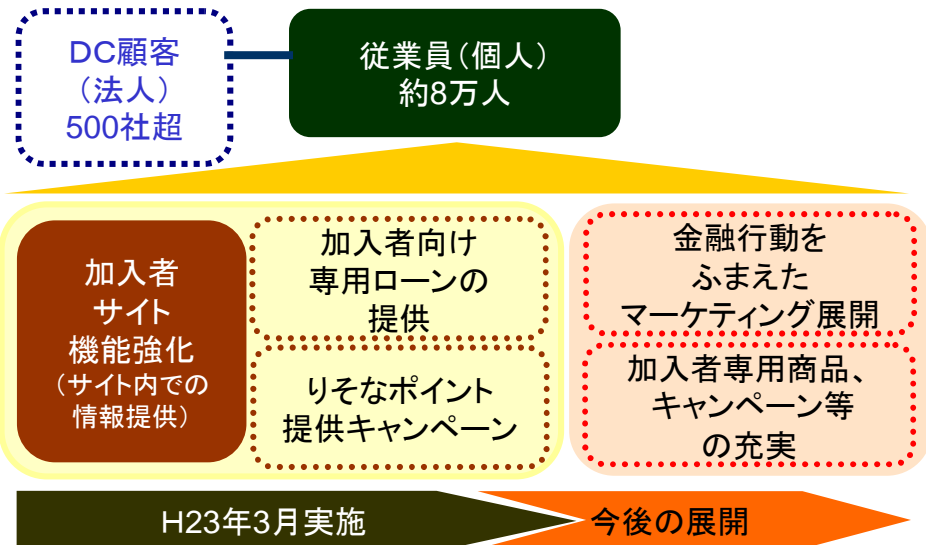 DC顧客
（法人）
500社超
従業員（個人）
約8万人
加入者
サイト
機能強化
（サイト内での
情報提供）
加入者向け
専用ローンの
提供
りそなポイント
提供キャンペーン
金融行動を
ふまえた
マーケティング展開
加入者専用商品、
キャンペーン等
の充実
H23年3月実施
今後の展開